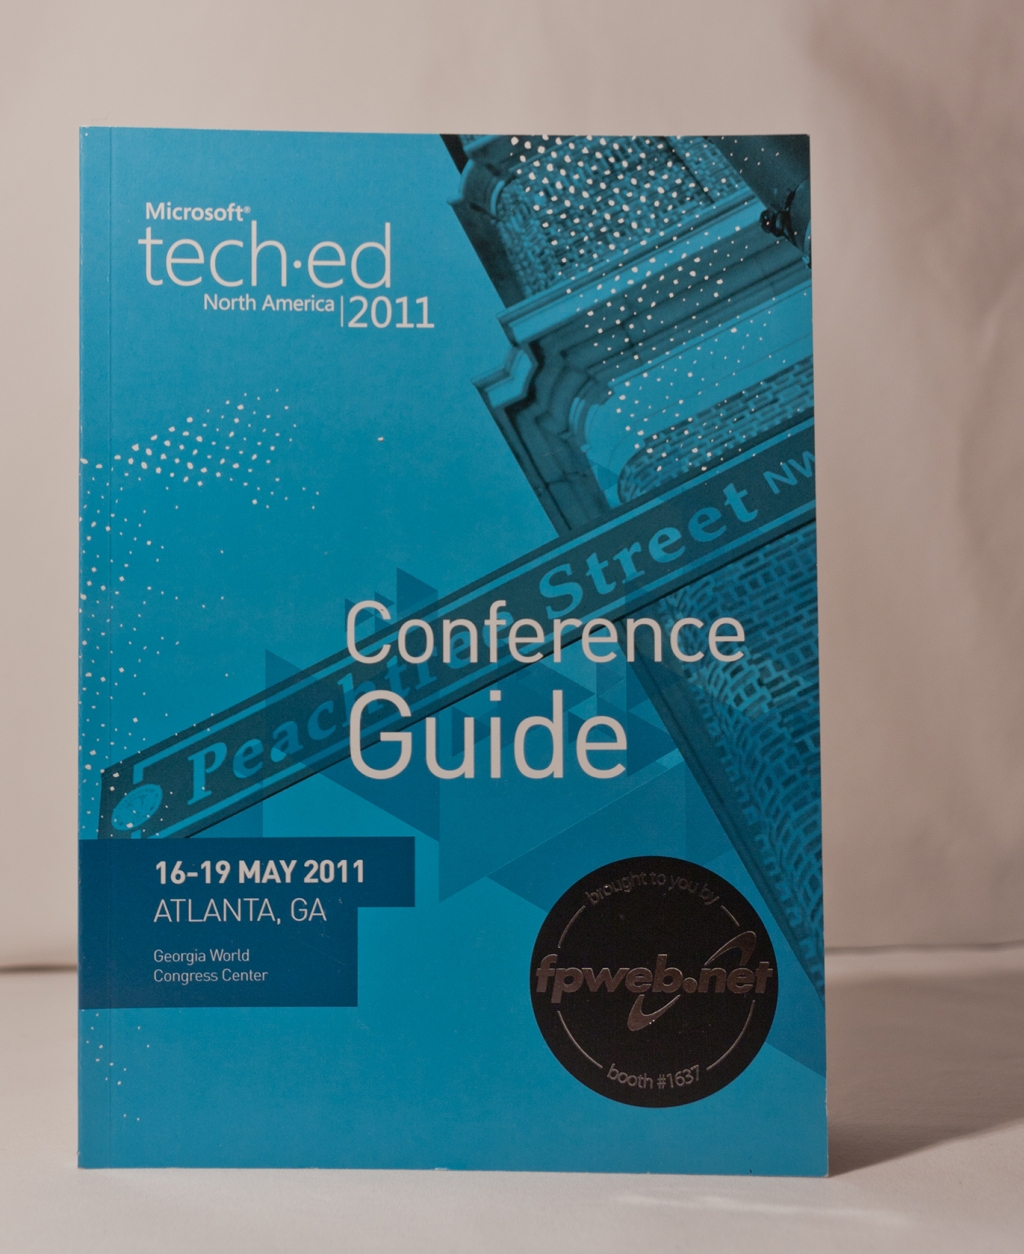 Microsoft®
tech·ed
North America | 2011
Peachtree Street NW
Conference
Guide
16-19 MAY 2011
ATLANTA, GA
Georgia World
Congress Center
brought to you by
fpweb.net
booth #1637